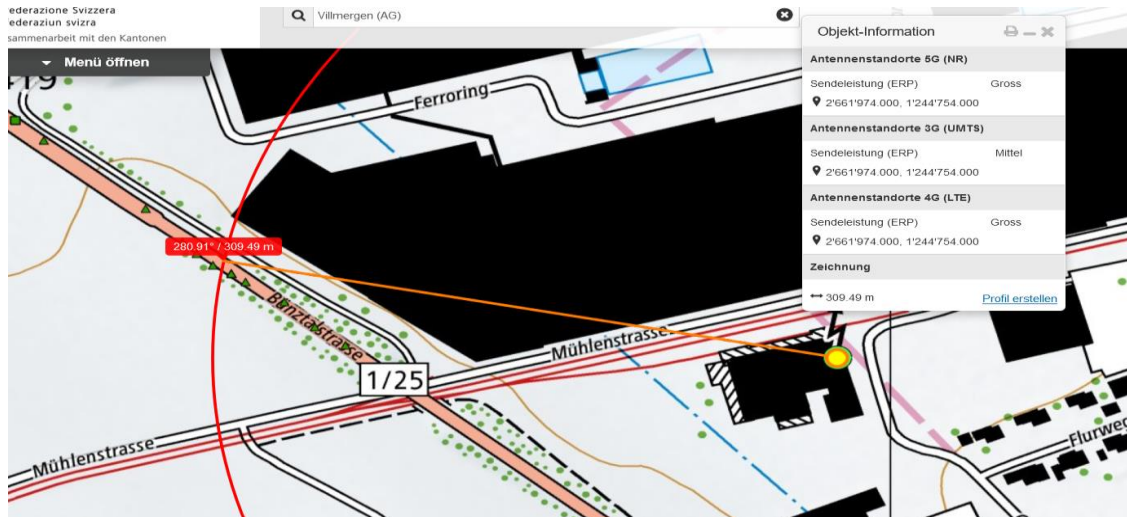 ederazione Svizzera
ederaziun svizra
sammenarbeit mit den Kantonen
Villmergen (AG)
Menü öffnen
Objekt-Information
Antennenstandorte 5G (NR)
Sendeleistung (ERP) Gross
2'661'974.000, 1'244'754.000
Antennenstandorte 3G (UMTS)
Sendeleistung (ERP) Mittel
2'661'974.000, 1'244'754.000
Antennenstandorte 4G (LTE)
Sendeleistung (ERP) Gross
2'661'974.000, 1'244'754.000
Zeichnung
309.49 m Profil erstellen
Ferroring
280.91° / 309.49 m
Bünztalstrasse
Mühlenstrasse
1/25
Mühlenstrasse
Flurweg